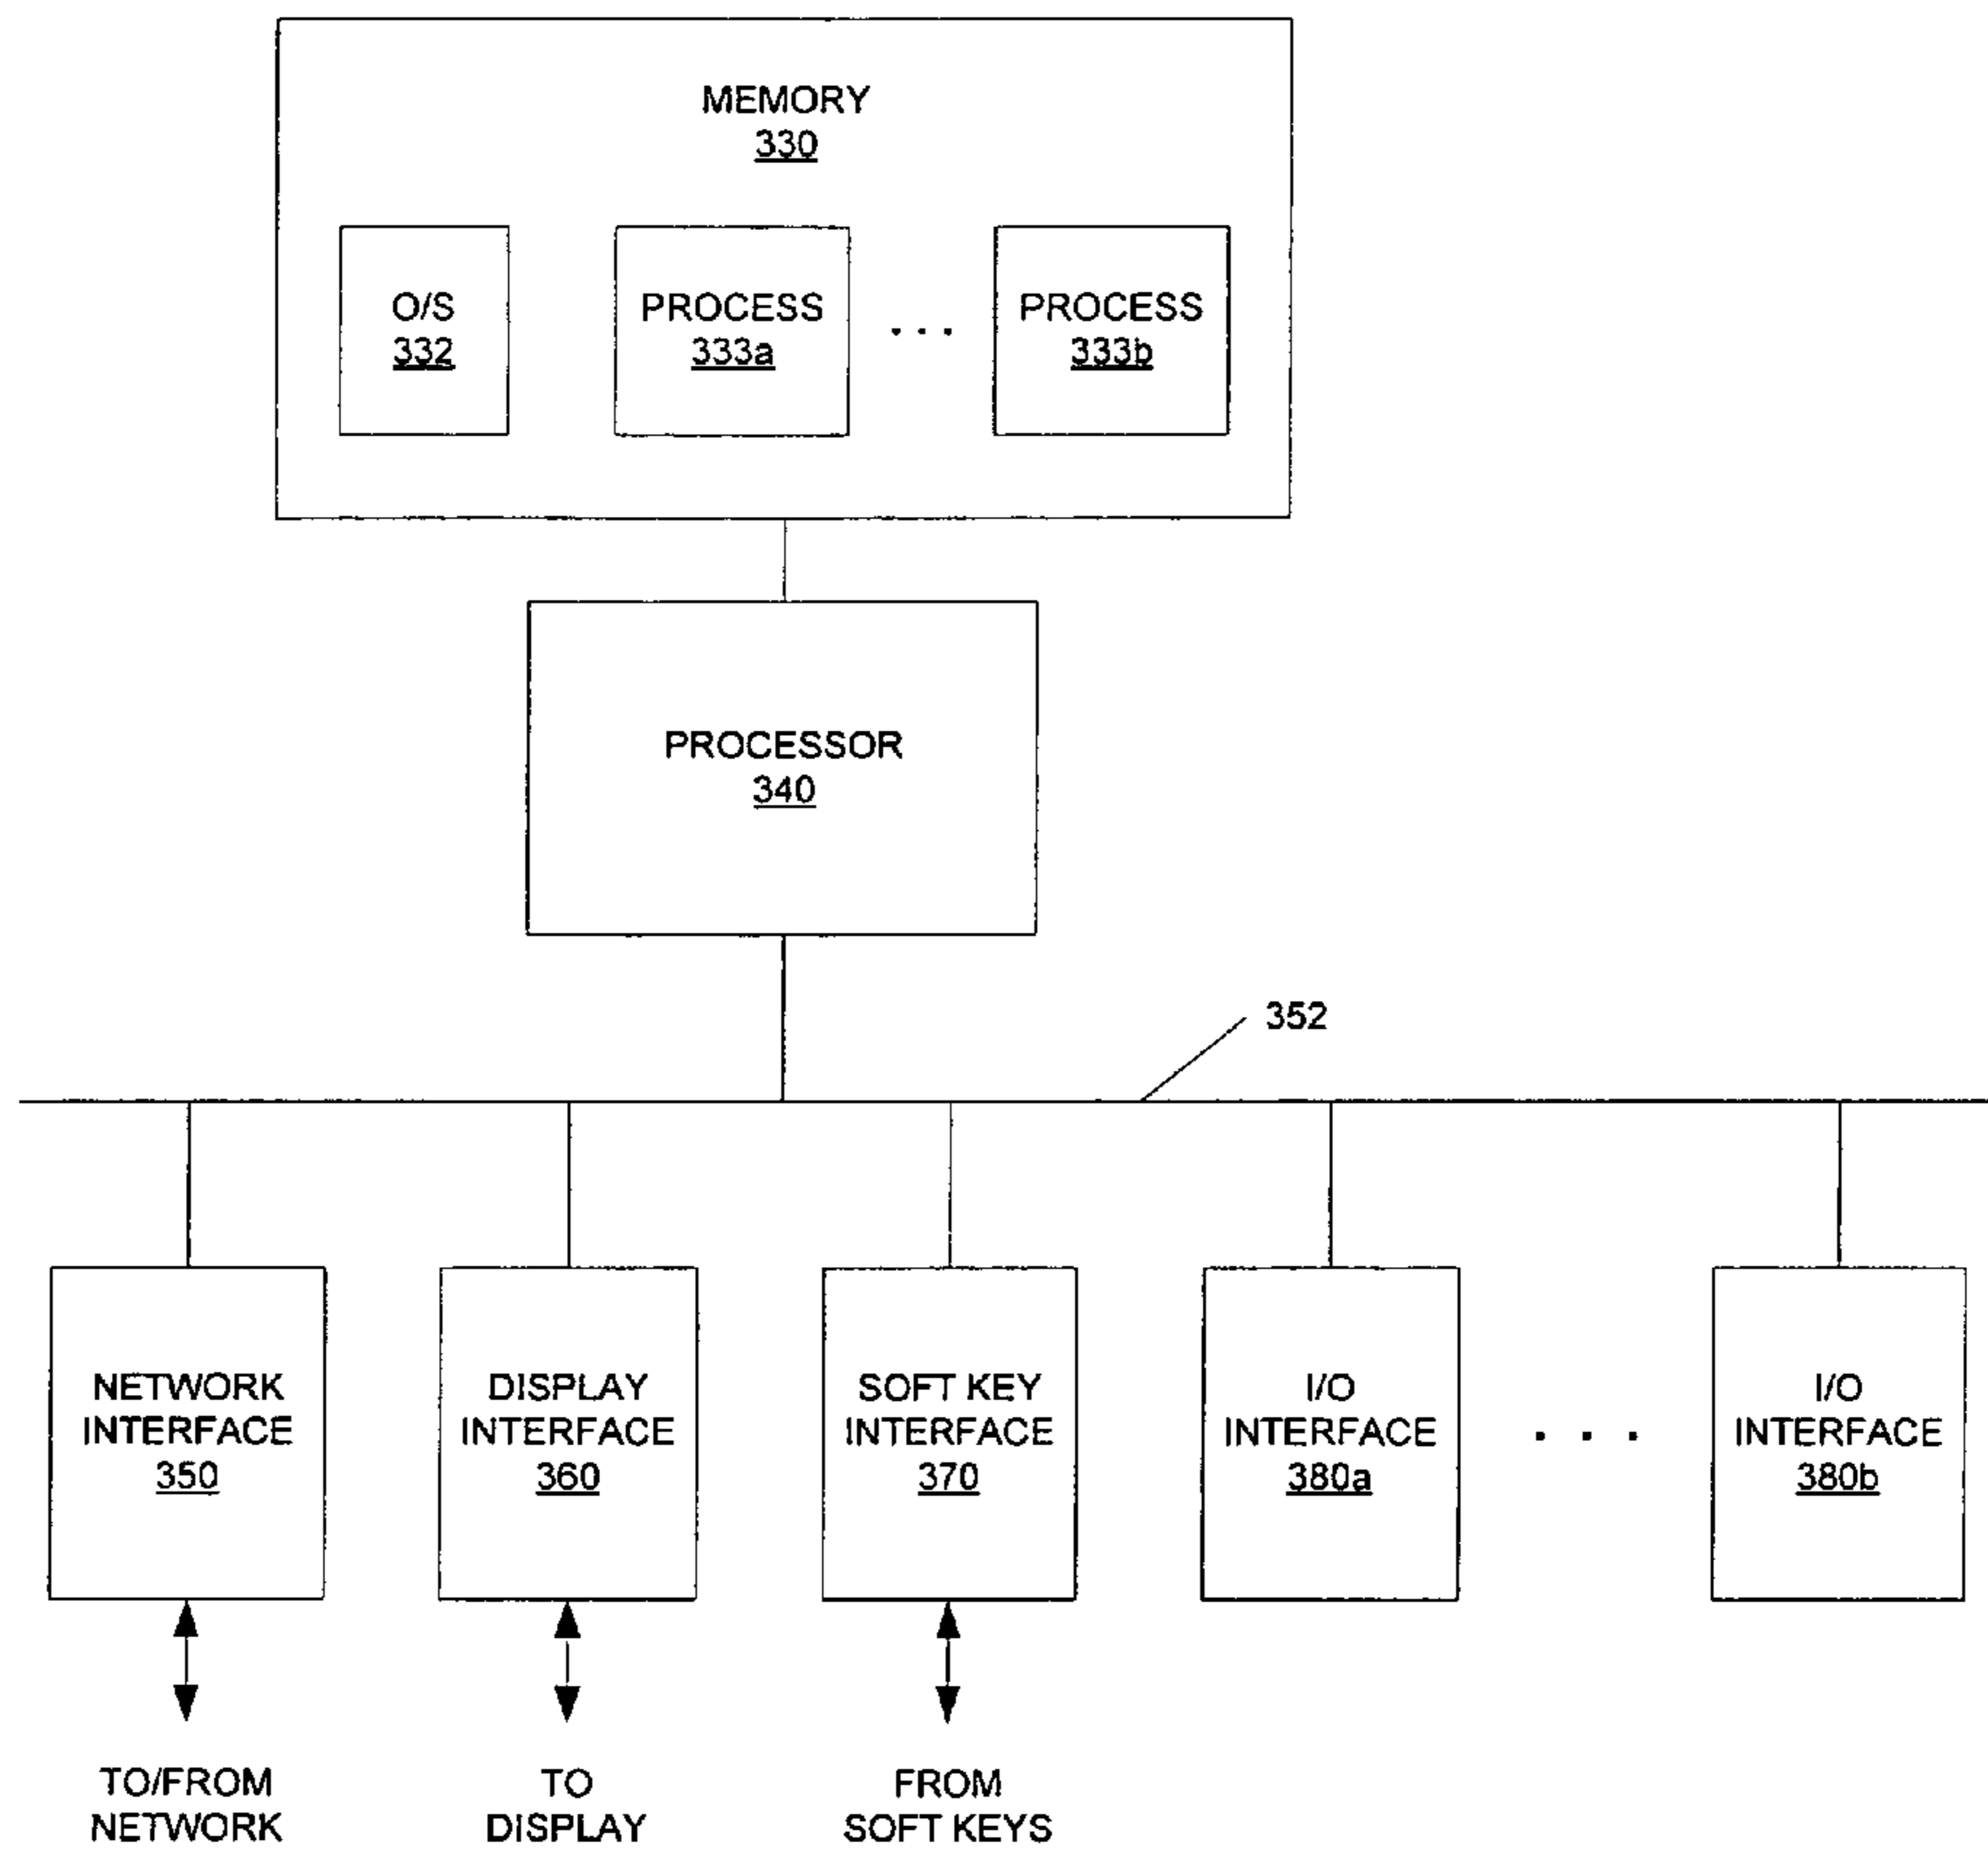 MEMORY
330
O/S
332
PROCESS
333a
. . .
PROCESS
333b
PROCESSOR
340
352
NETWORK
INTERFACE
350
DISPLAY
INTERFACE
360
SOFT KEY
INTERFACE
370
I/O
INTERFACE
380a
. . .
I/O
INTERFACE
380b
TO/FROM
NETWORK
TO
DISPLAY
FROM
SOFT KEYS